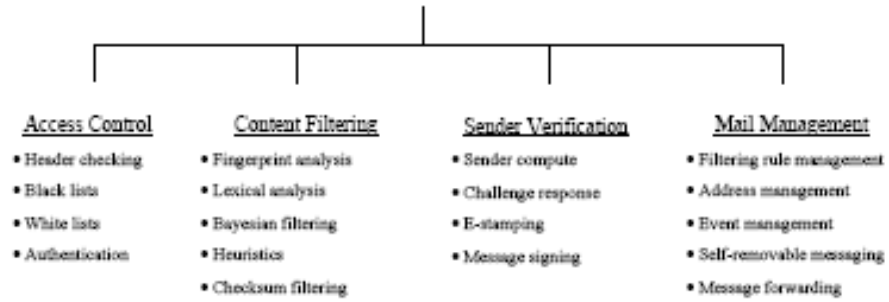 Access Control
• Header checking
• Black lists
• White lists
• Authentication
Content Filtering
• Fingerprint analysis
• Lexical analysis
• Bayesian filtering
• Heuristics
• Checksum filtering
Sender Verification
• Sender compute
• Challenge response
• E-stamping
• Message signing
Mail Management
• Filtering rule management
• Address management
• Event management
• Self-removable messaging
• Message forwarding